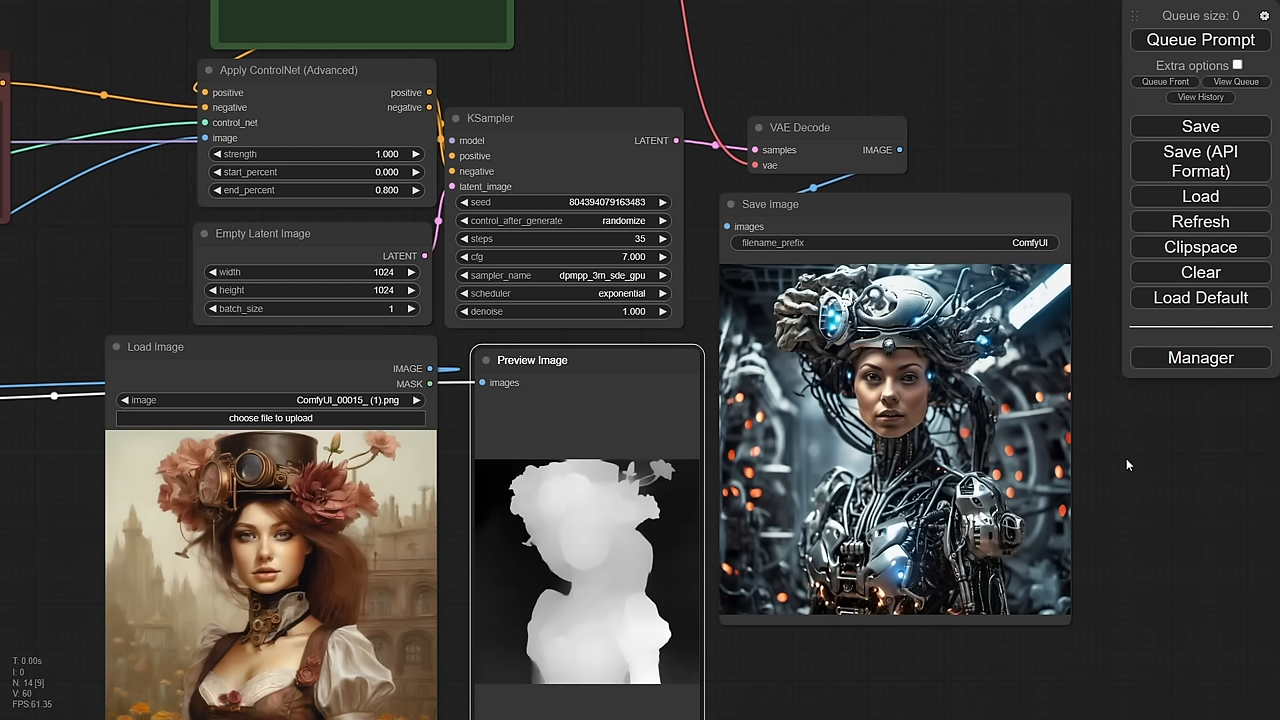 Apply ControlNet (Advanced)
positive positive
negative negative
control_net
image
strength 1.000
start_percent 0.000
end_percent 0.800
Empty Latent Image
LATENT
width 1024
height 1024
batch_size 1
KSampler
model LATENT
positive
negative
latent_image
seed 804394079163483
control_after_generate randomize
steps 35
cfg 7.000
sampler_name dpmpp_3m_sde_gpu
scheduler exponential
denoise 1.000
VAE Decode
samples IMAGE
vae
Save Image
images
filename_prefix ComfyUI
Load Image
IMAGE
MASK
image ComfyUI_00015_ (1).png
choose file to upload
Preview Image
images
Queue size: 0
Queue Prompt
Extra options
Queue Front View Queue
View History
Save
Save (API
Format)
Load
Refresh
Clipspace
Clear
Load Default
Manager
T: 0.00s
I: 0
N: 14 [9]
V: 60
FPS:61.35